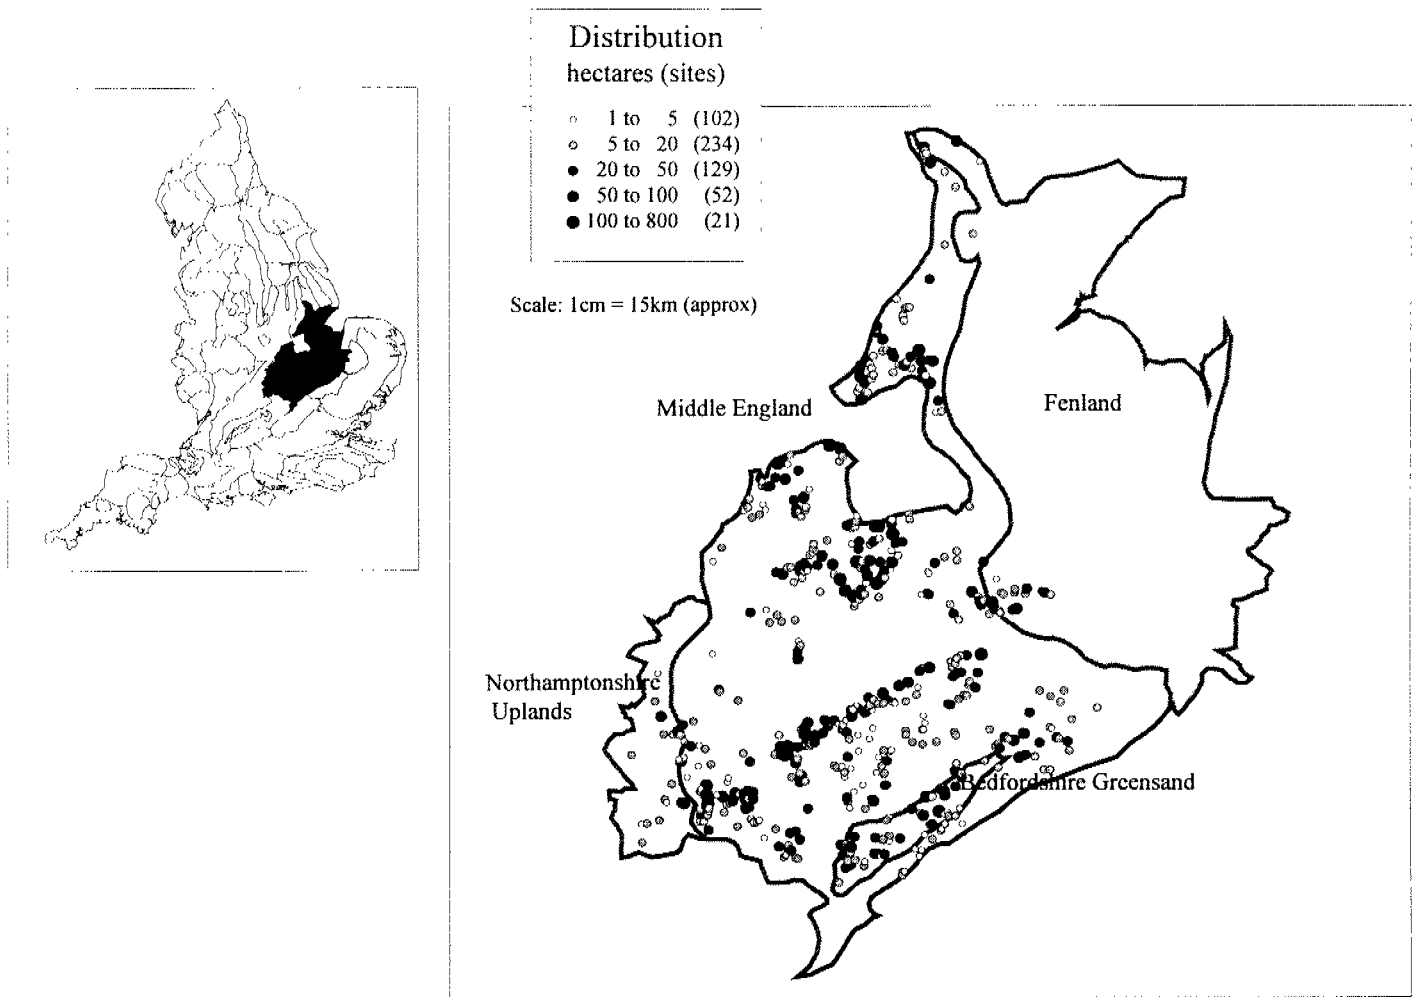 Distribution
hectares (sites)
1 to 5 (102)
5 to 20 (234)
20 to 50 (129)
50 to 100 (52)
100 to 800 (21)
Scale: 1cm = 15km (approx)
Middle England
Fenland
Northamptonshire
Uplands
Bedfordshire Greensand